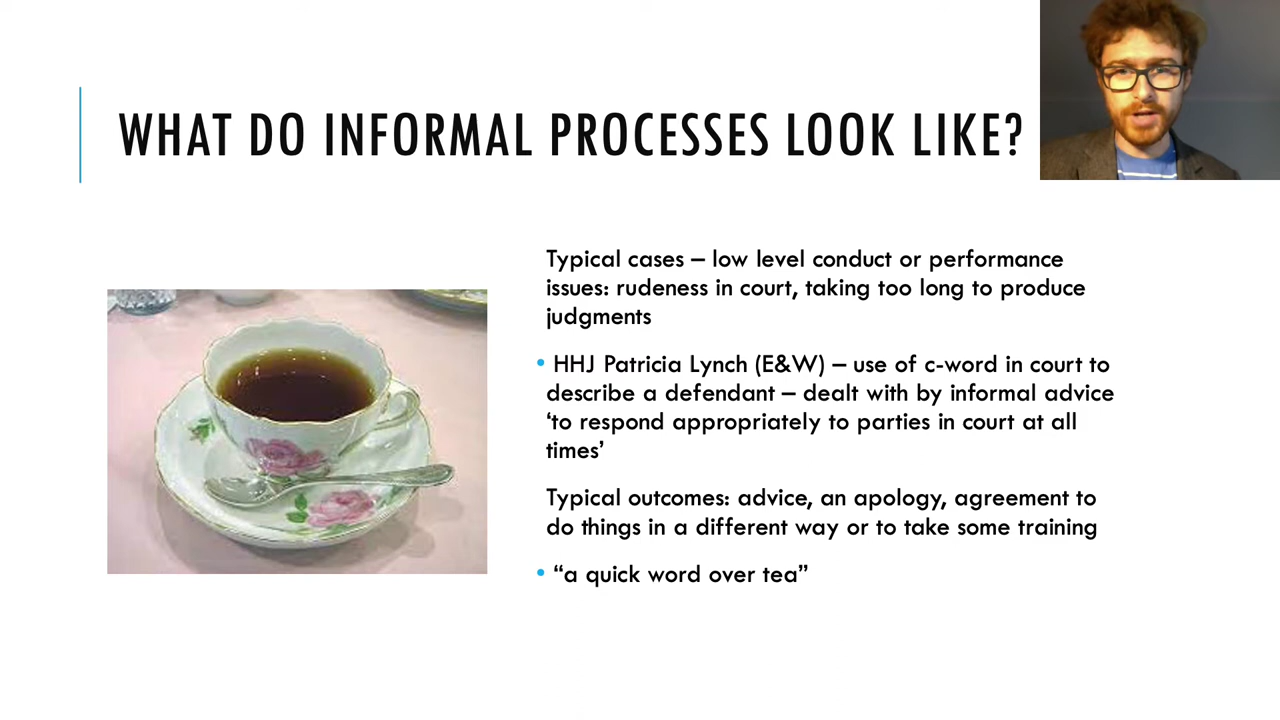 WHAT DO INFORMAL PROCESSES LOOK LIKE?
Typical cases – low level conduct or performance
issues: rudeness in court, taking too long to produce
judgments
• HHJ Patricia Lynch (E&W) – use of c-word in court to
describe a defendant – dealt with by informal advice
‘to respond appropriately to parties in court at all
times’
Typical outcomes: advice, an apology, agreement to
do things in a different way or to take some training
• “a quick word over tea”